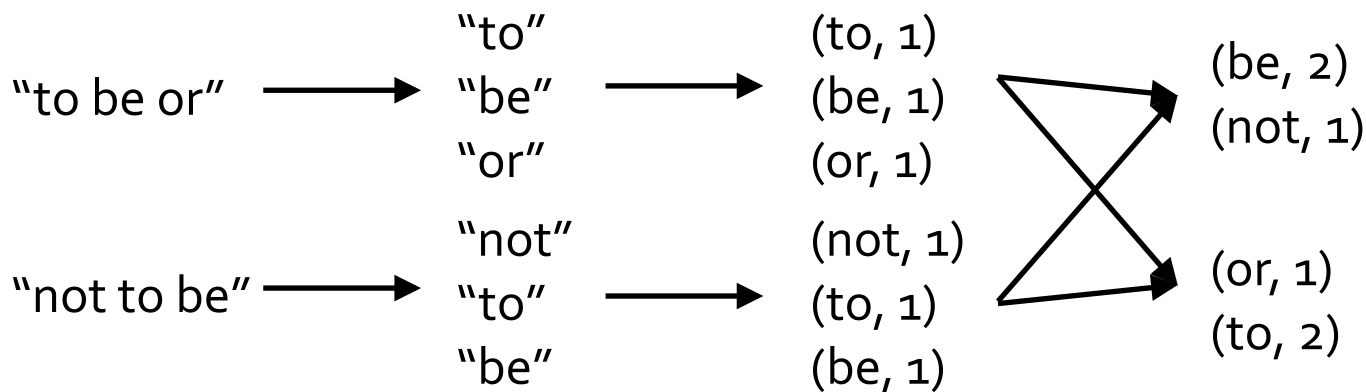 “to be or”
“not to be”
“to”
“be”
“or”
“not”
“to”
“be”
(to, 1)
(be, 1)
(or, 1)
(not, 1)
(to, 1)
(be, 1)
(be, 2)
(not, 1)
(or, 1)
(to, 2)